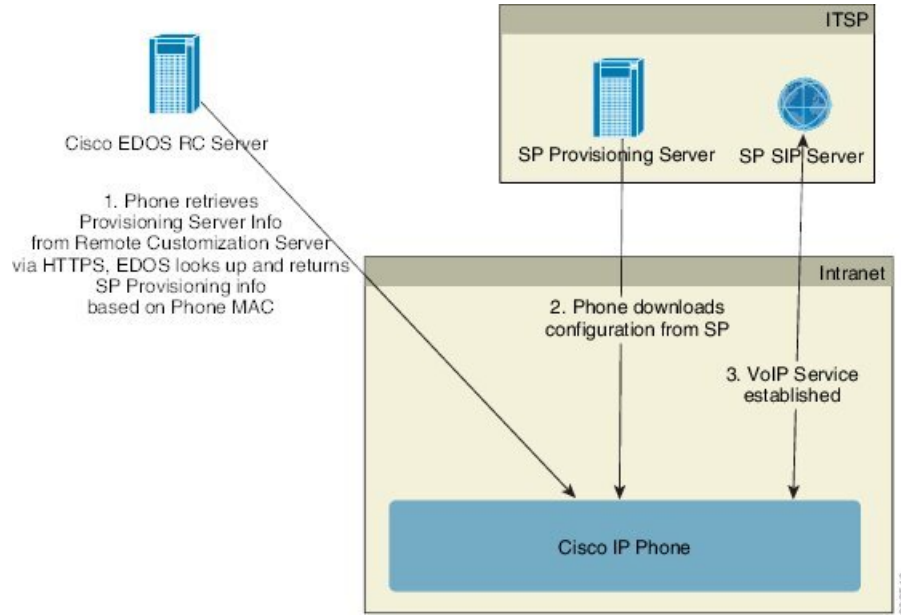 ITSP
Cisco EDOS RC Server
SP Provisioning Server
SP SIP Server
1. Phone retrieves
Provisioning Server Info
from Remote Customization Server
via HTTPS, EDOS looks up and returns
SP Provisioning info
based on Phone MAC
Intranet
2. Phone downloads
configuration from SP
3. VoIP Service
established
Cisco IP Phone